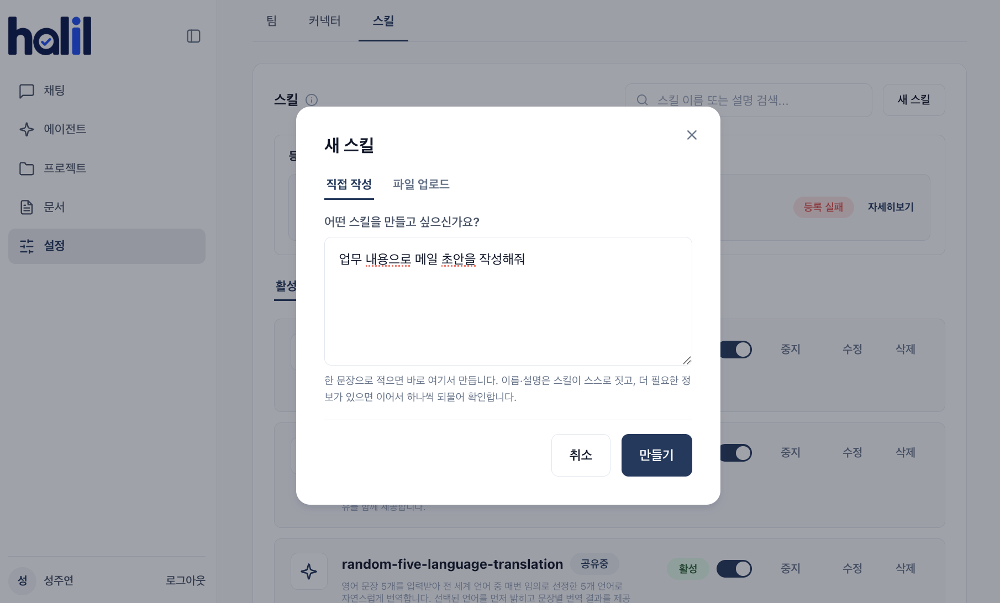 halil
채팅
에이전트
프로젝트
문서
설정
성 성주연 로그아웃
팀 커넥터 스킬
스킬
스킬 이름 또는 설명 검색...
새 스킬
등록 실패 자세히보기
활성
새 스킬
직접 작성 파일 업로드
어떤 스킬을 만들고 싶으신가요?
업무 내용으로 메일 초안을 작성해줘
한 문장으로 적으면 바로 여기서 만듭니다. 이름·설명은 스킬이 스스로 짓고, 더 필요한 정
보가 있으면 이어서 하나씩 되물어 확인합니다.
취소 만들기
중지 수정 삭제
중지 수정 삭제
유를 함께 제공합니다.
random-five-language-translation 공유중
활성 중지 수정 삭제
영어 문장 5개를 입력받아 전 세계 언어 중 매번 임의로 선정한 5개 언어로
자연스럽게 번역합니다. 선택된 언어를 먼저 밝히고 문장별 번역 결과를 제공